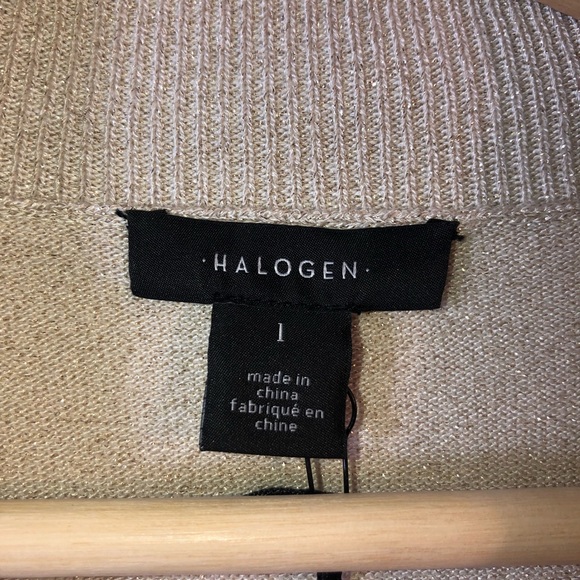 · HALOGEN ·
1
made in
china
fabriqué en
chine